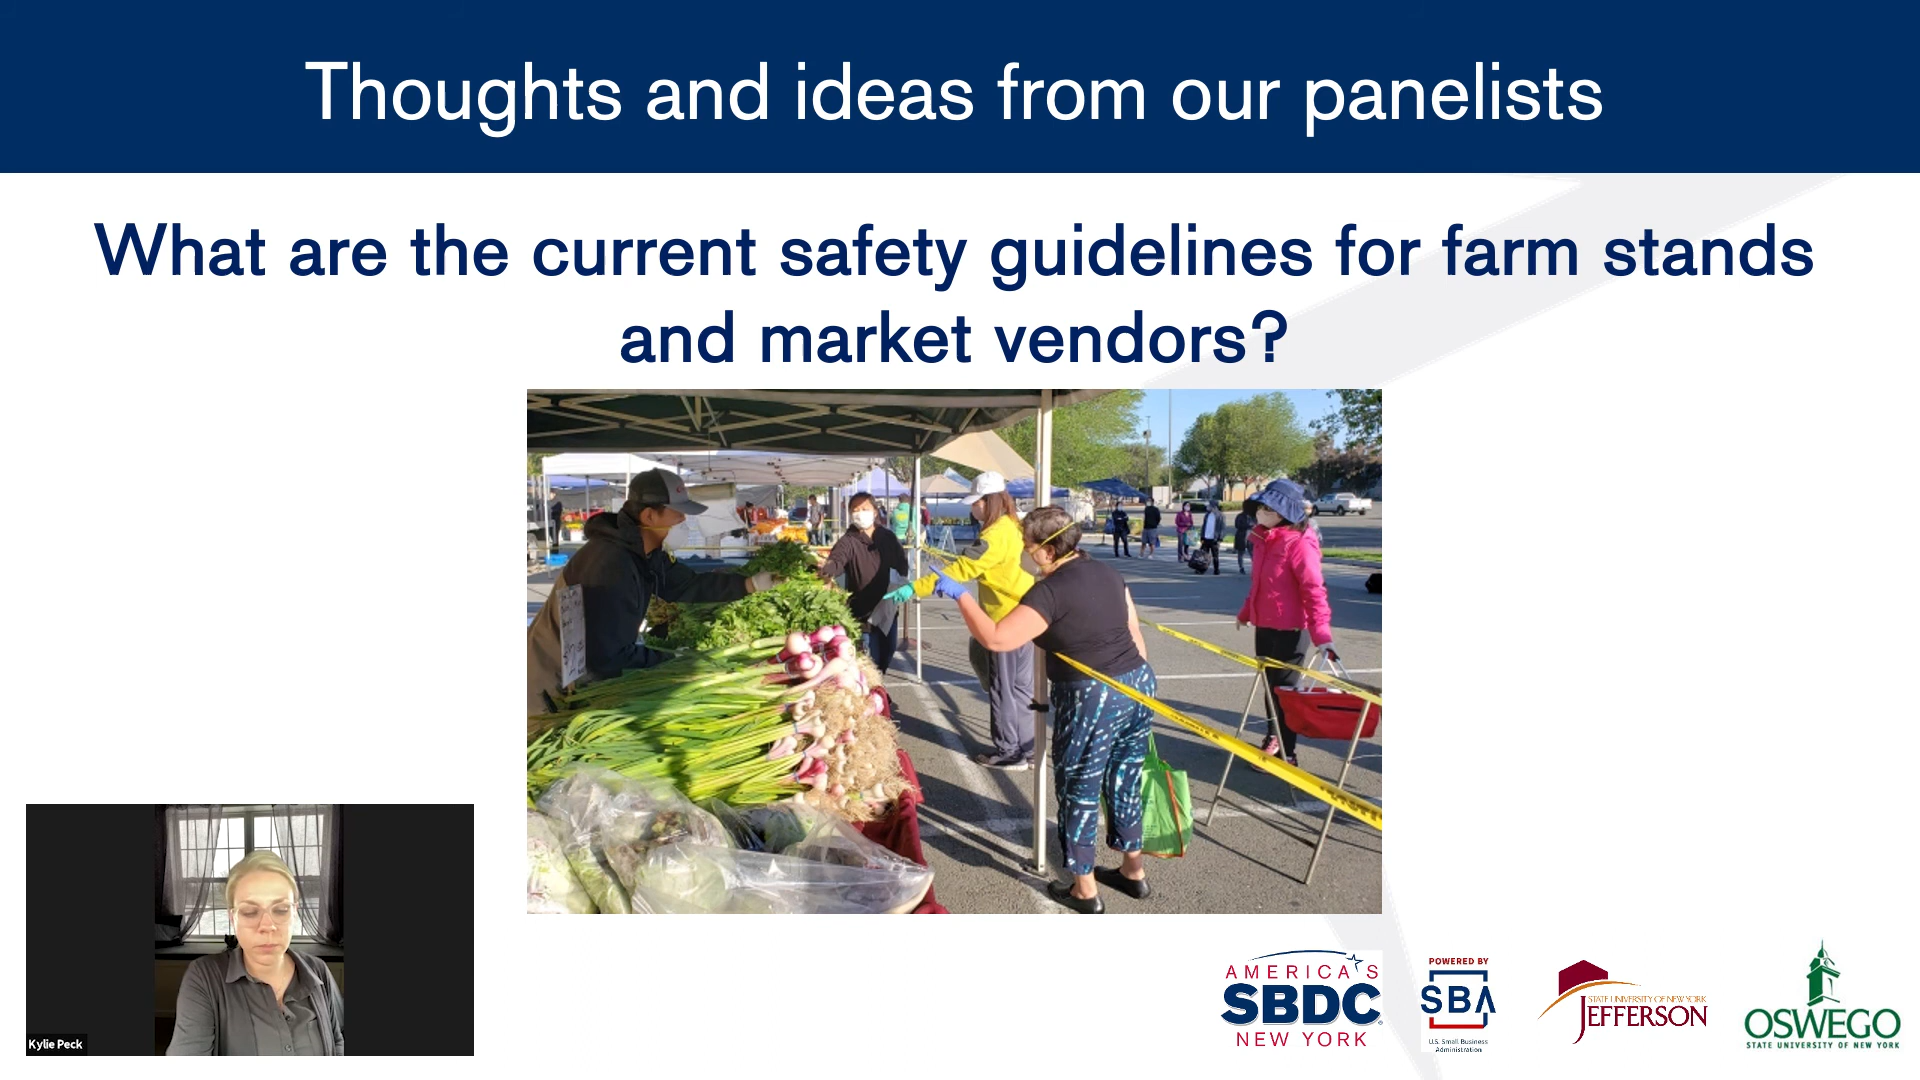 Thoughts and ideas from our panelists
What are the current safety guidelines for farm stands
and market vendors?
Kylie Peck
AMERICA'S
SBDC
NEW YORK
POWERED BY
SBA
U.S. Small Business
Administration
STATE UNIVERSITY OF NEW YORK
JEFFERSON
OSWEGO
STATE UNIVERSITY OF NEW YORK